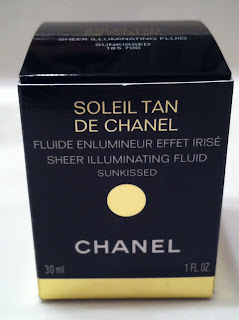 SHEER ILLUMINATING FLUID
SUNKISSED
185 700
SOLEIL TAN
DE CHANEL
FLUIDE ENLUMINEUR EFFET IRISÉ
SHEER ILLUMINATING FLUID
SUNKISSED
CHANEL
30 ml 1 FL. OZ.